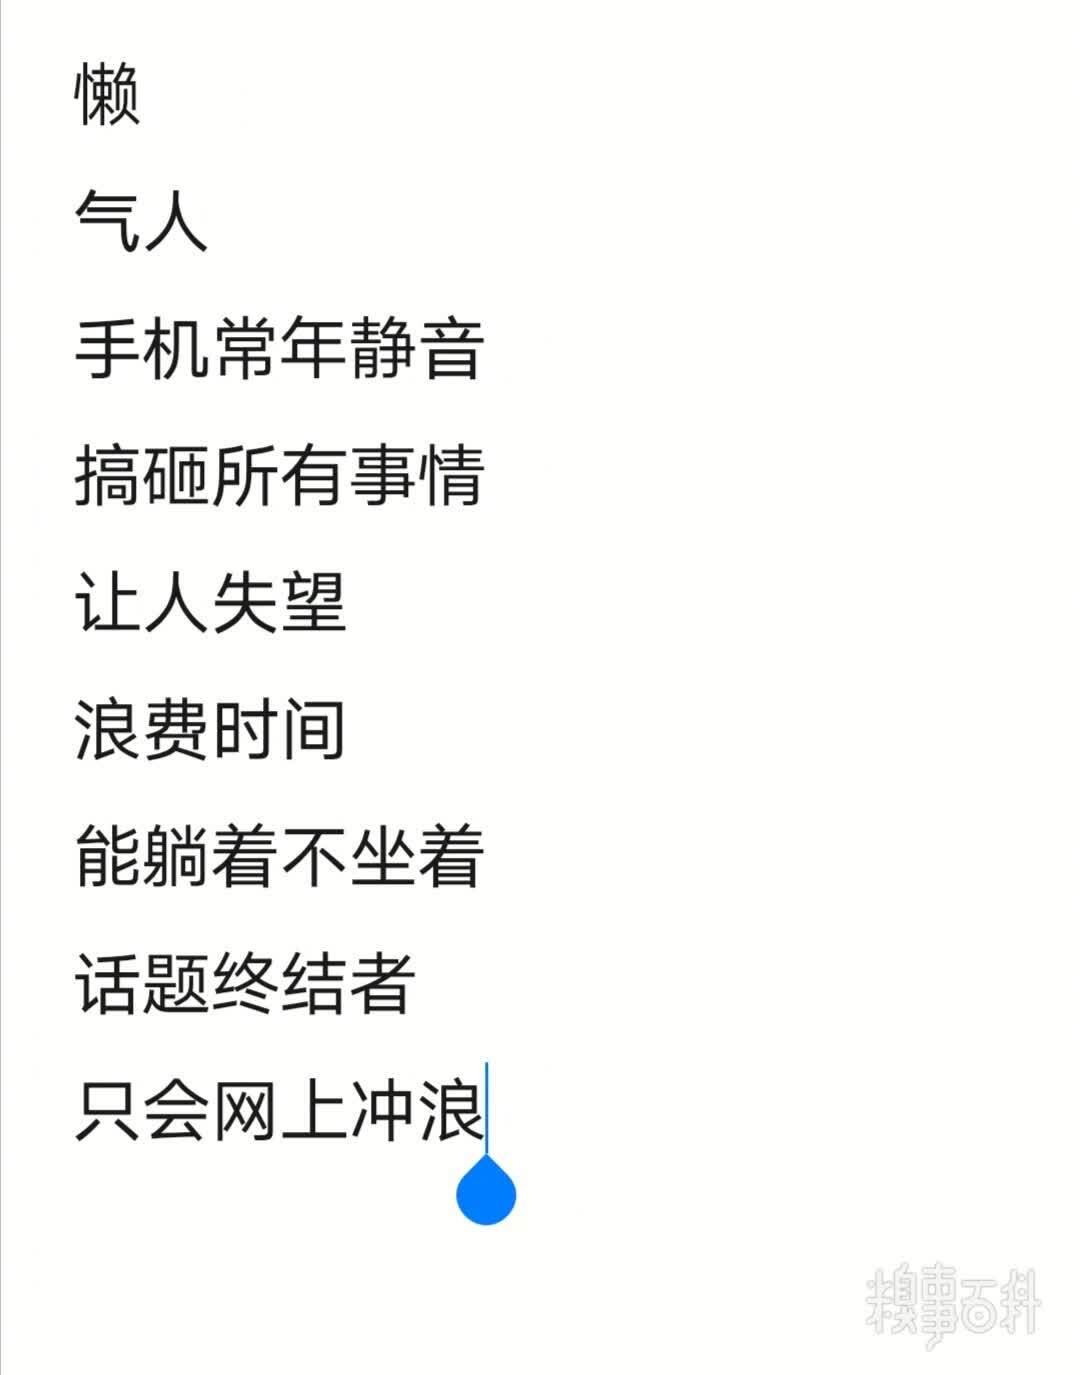 懒
气人
手机常年静音
搞砸所有事情
让人失望
浪费时间
能躺着不坐着
话题终结者
只会网上冲浪
糗事百科